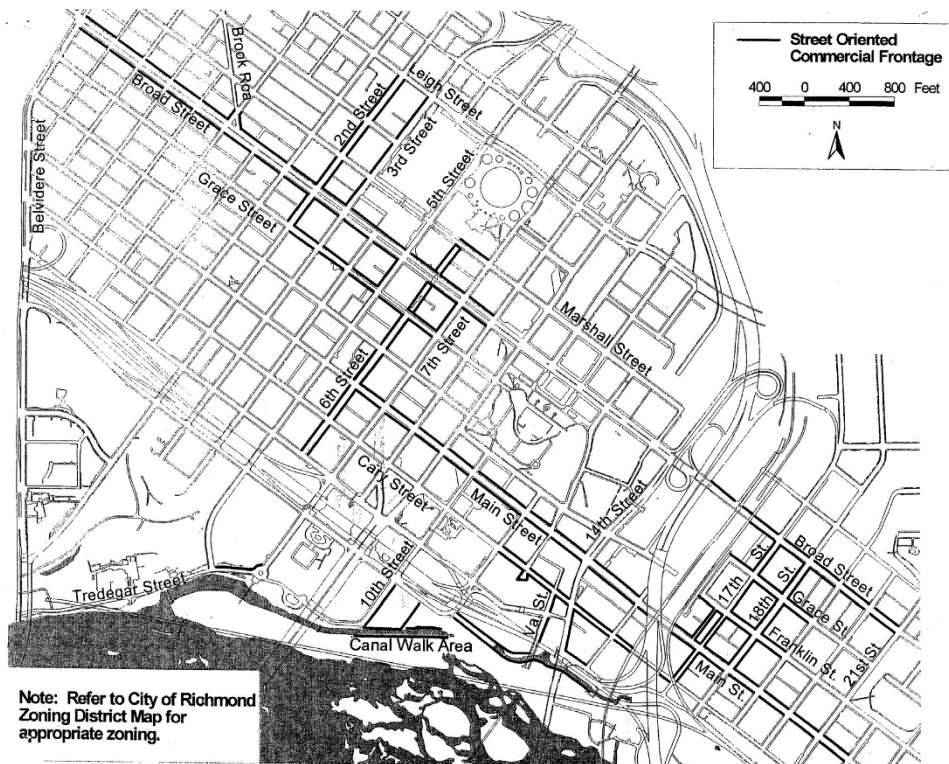 Street Oriented
Commercial Frontage
400 0 400 800 Feet
N
Brook Roa
Broad Street
Belvidere Street
Grace Street
2nd Street
Leigh Street
3rd Street
5th Street
6th Street
7th Street
Marshall Street
Cary Street
Main Street
14th Street
10th Street
Va St.
Tredegar Street
Canal Walk Area
Broad Street
17th St.
18th St.
Grace St.
Franklin St.
21st St.
Main St.
Note: Refer to City of Richmond
Zoning District Map for
appropriate zoning.